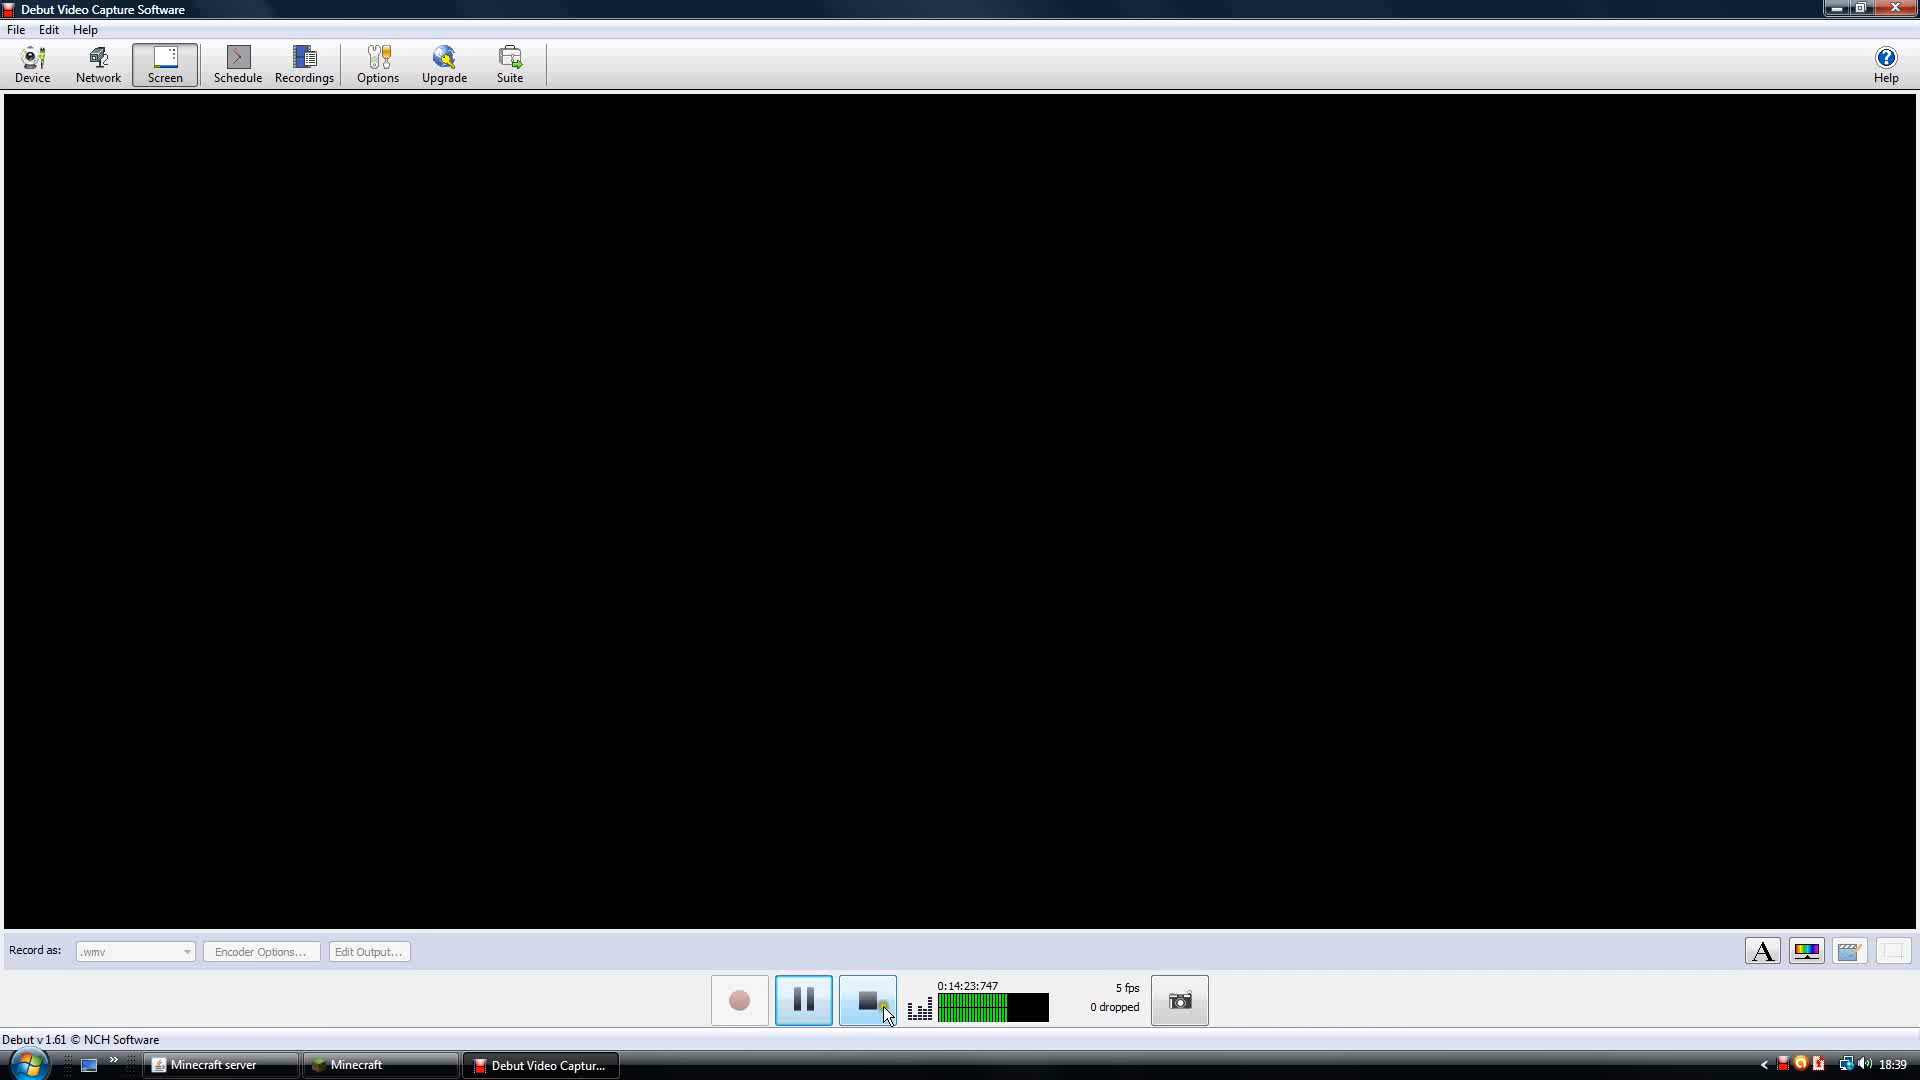 Debut Video Capture Software
File Edit Help
Device Network Screen Schedule Recordings Options Upgrade Suite Help
Record as: .wmv Encoder Options... Edit Output... A
0:14:23:747 5 fps
0 dropped
Debut v 1.61 © NCH Software
Minecraft server Minecraft Debut Video Captur... 18:39